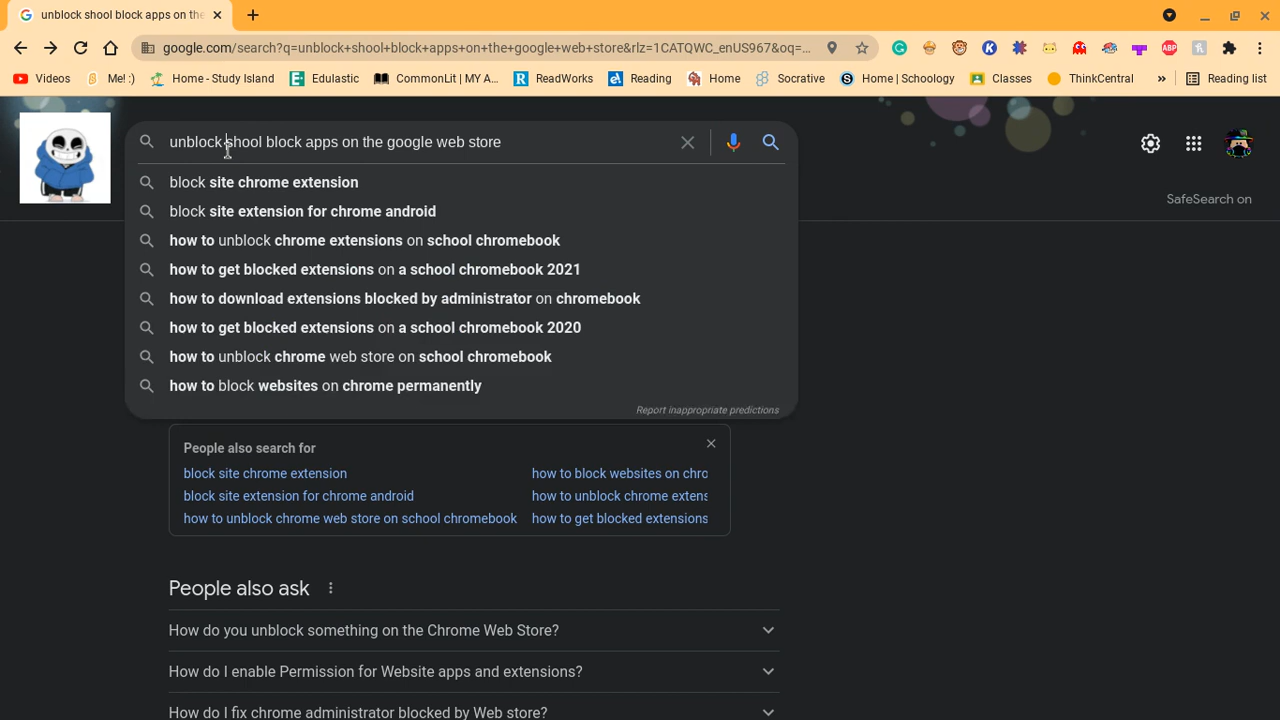 unblock shool block apps on the
google.com/search?q=unblock+shool+block+apps+on+the+google+web+store&rlz=1CATQWC_enUS967&oq=...
Videos Me! :) Home - Study Island Edulastic CommonLit | MY A... ReadWorks Reading Home Socrative Home | Schoology Classes ThinkCentral » Reading list
unblock shool block apps on the google web store
block site chrome extension
block site extension for chrome android
SafeSearch on
how to unblock chrome extensions on school chromebook
how to get blocked extensions on a school chromebook 2021
how to download extensions blocked by administrator on chromebook
how to get blocked extensions on a school chromebook 2020
how to unblock chrome web store on school chromebook
how to block websites on chrome permanently
Report inappropriate predictions
People also search for
block site chrome extension how to block websites on chro
block site extension for chrome android how to unblock chrome extens
how to unblock chrome web store on school chromebook how to get blocked extensions
People also ask
How do you unblock something on the Chrome Web Store?
How do I enable Permission for Website apps and extensions?
How do I fix chrome administrator blocked by Web store?